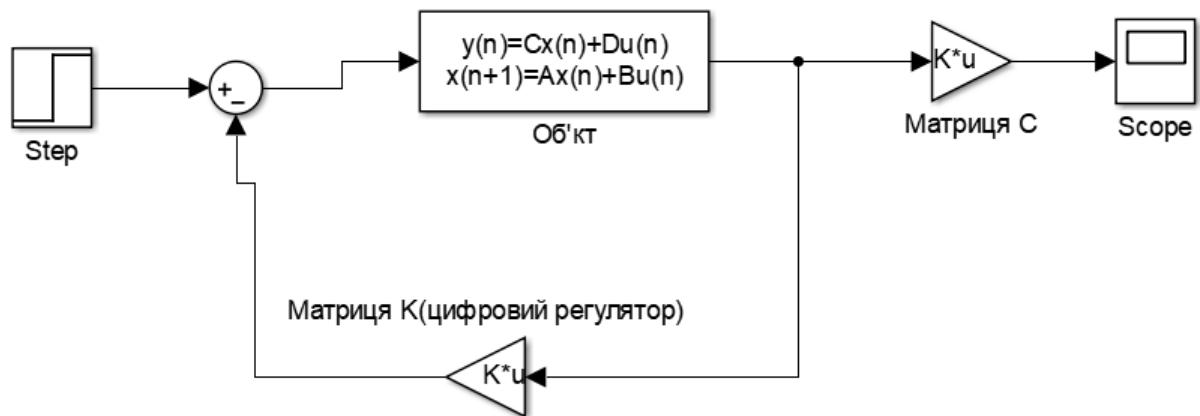 y(n)=Cx(n)+Du(n)
x(n+1)=Ax(n)+Bu(n)
K*u
Step
Об'кт
Матриця C
Scope
Матриця K(цифровий регулятор)
K*u